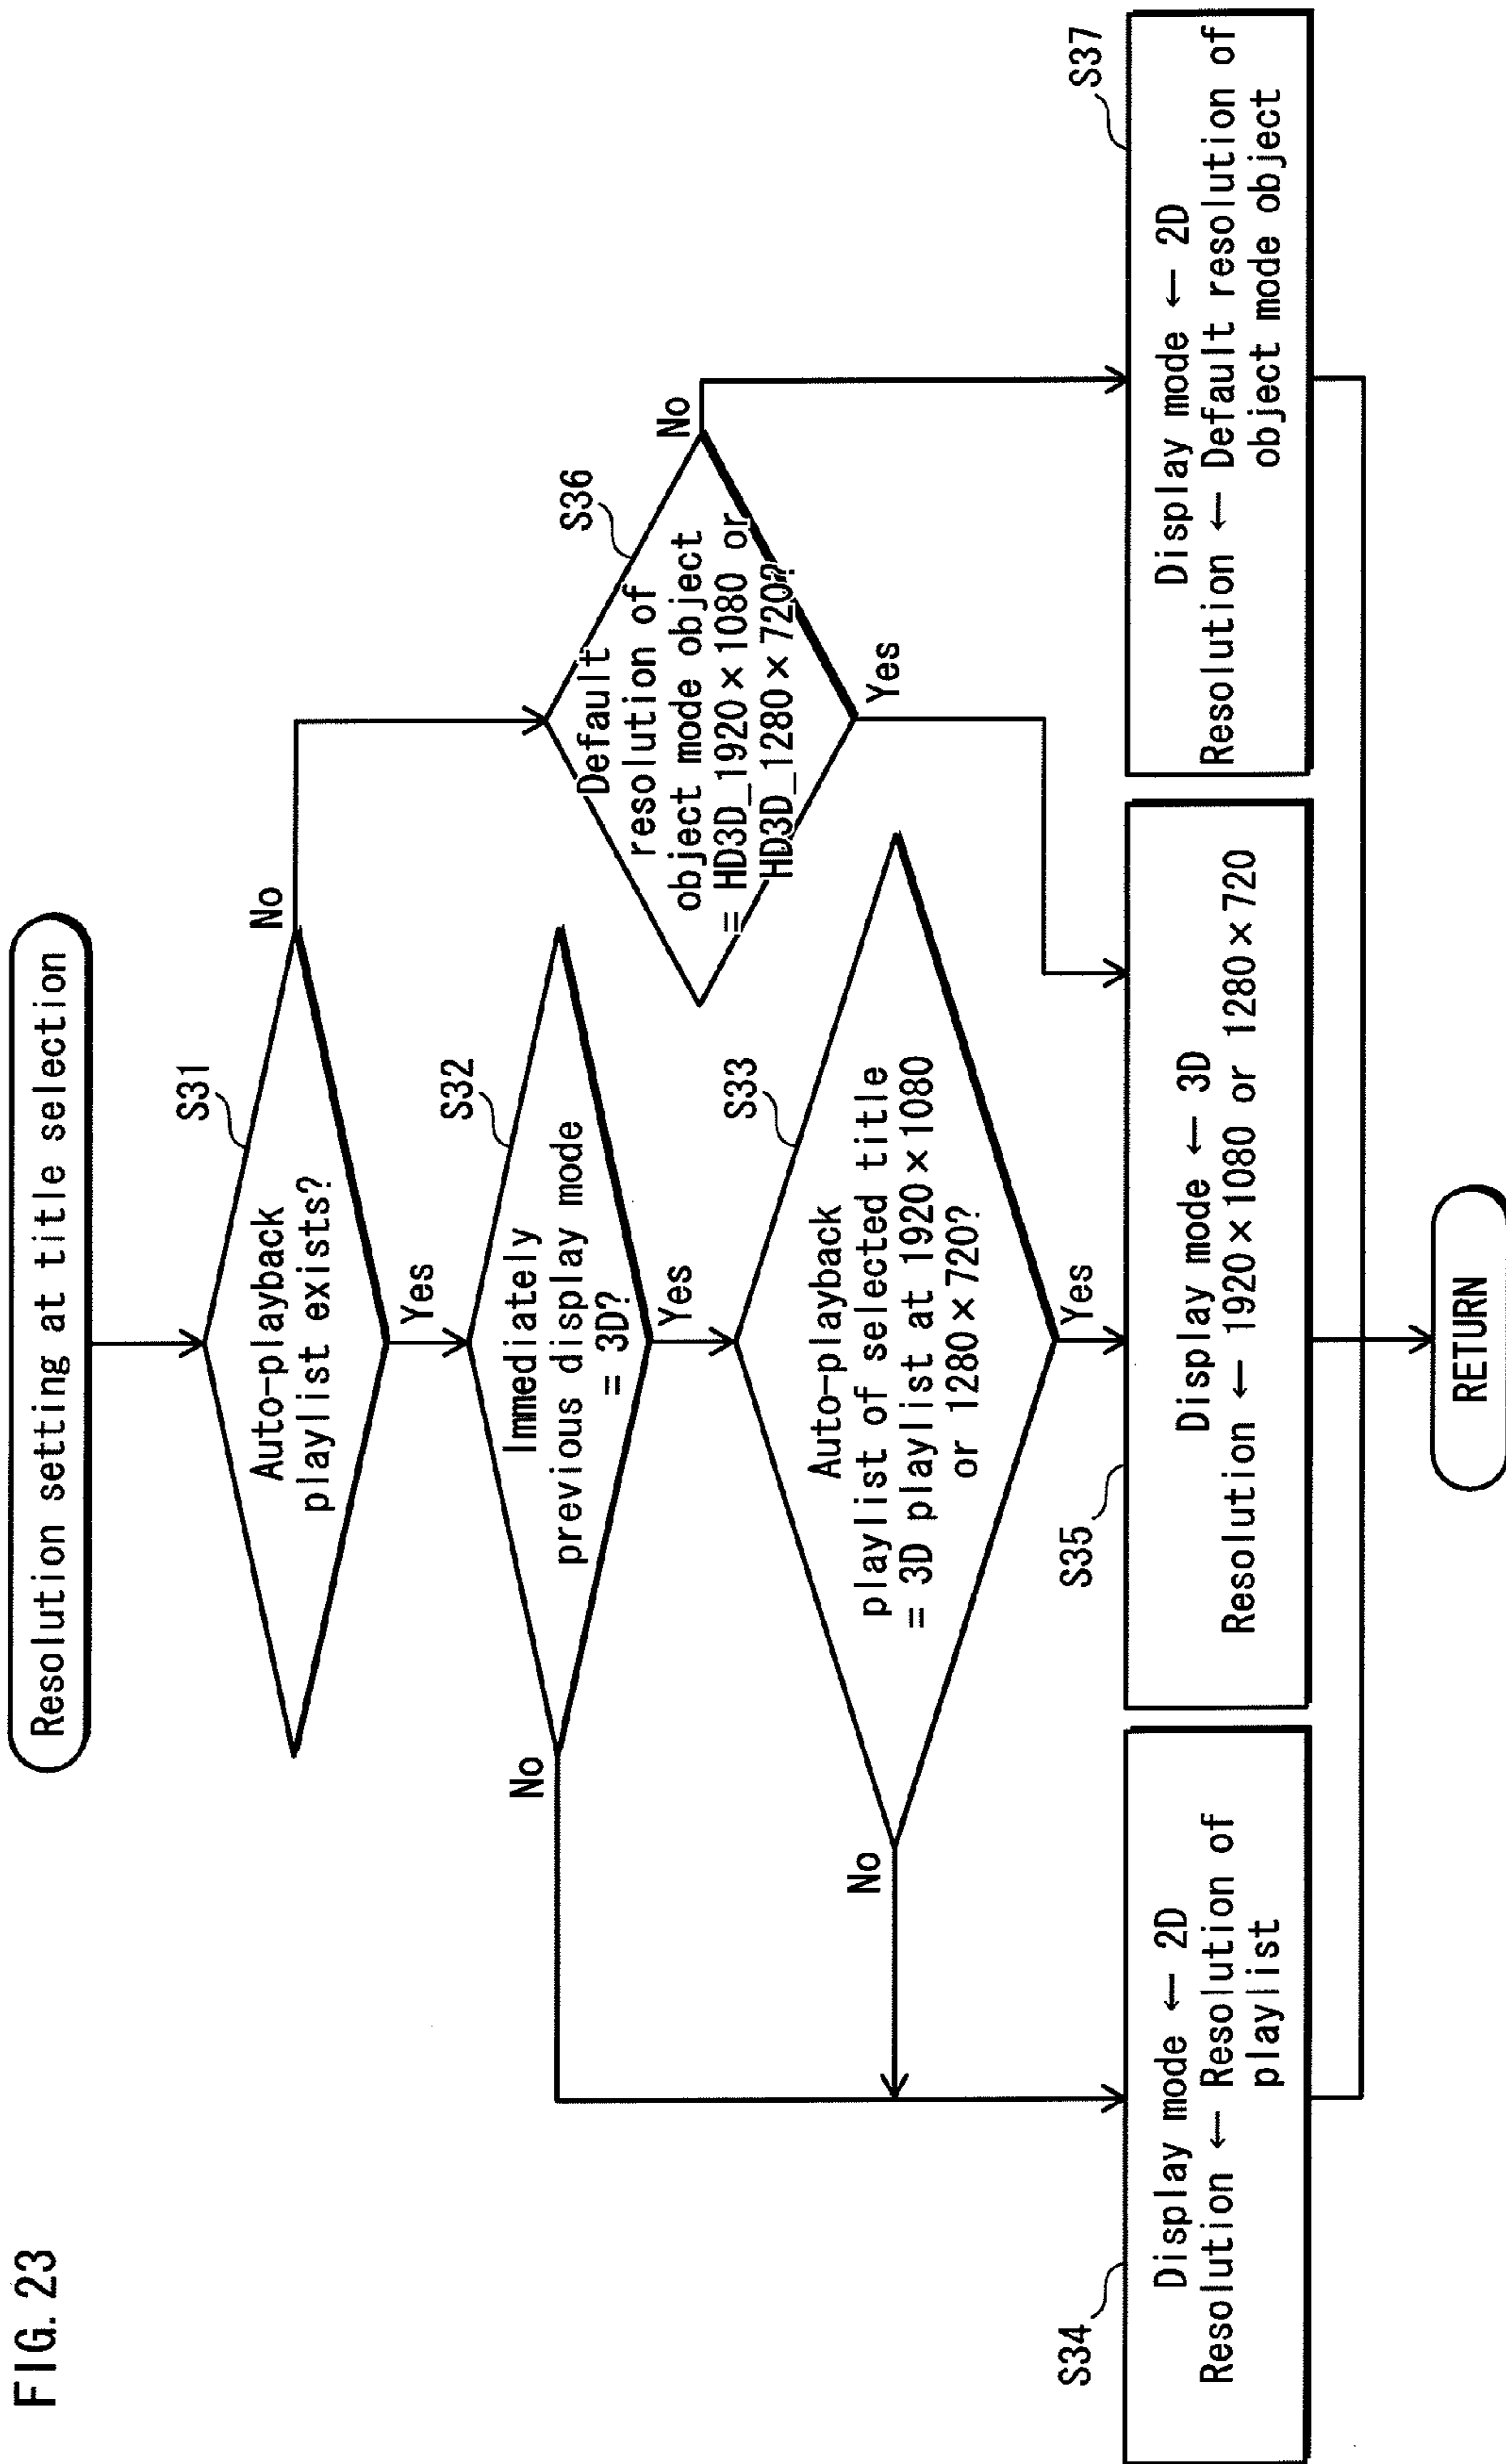 FIG. 23
Resolution setting at title selection
S31
Auto-playback
playlist exists?
No
Yes
S32
Immediately
previous display mode
= 3D?
No
Yes
S33
Auto-playback
playlist of selected title
= 3D playlist at 1920×1080
or 1280×720?
No
Yes
S36
Default
resolution of
object mode object
= HD3D_1920×1080 or
HD3D_1280×720?
No
Yes
S34
Display mode ← 2D
Resolution ← Resolution of
playlist
S35
Display mode ← 3D
Resolution ← 1920×1080 or 1280×720
S37
Display mode ← 2D
Resolution ← Default resolution of
object mode object
RETURN